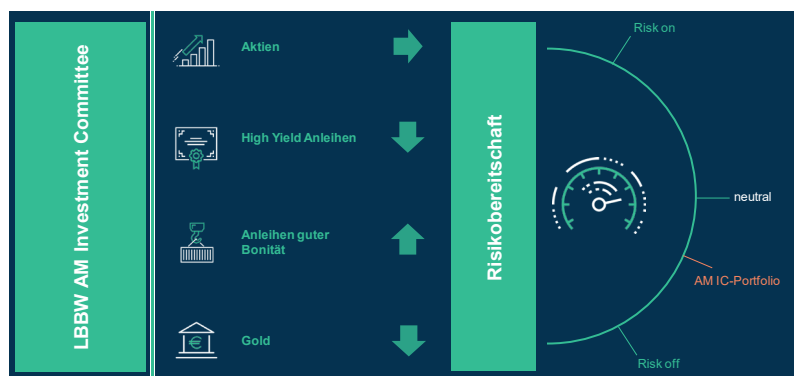 LBBW AM Investment Committee
Aktien
High Yield Anleihen
Anleihen guter
Bonität
€
Gold
Risikobereitschaft
Risk on
neutral
AM IC-Portfolio
Risk off